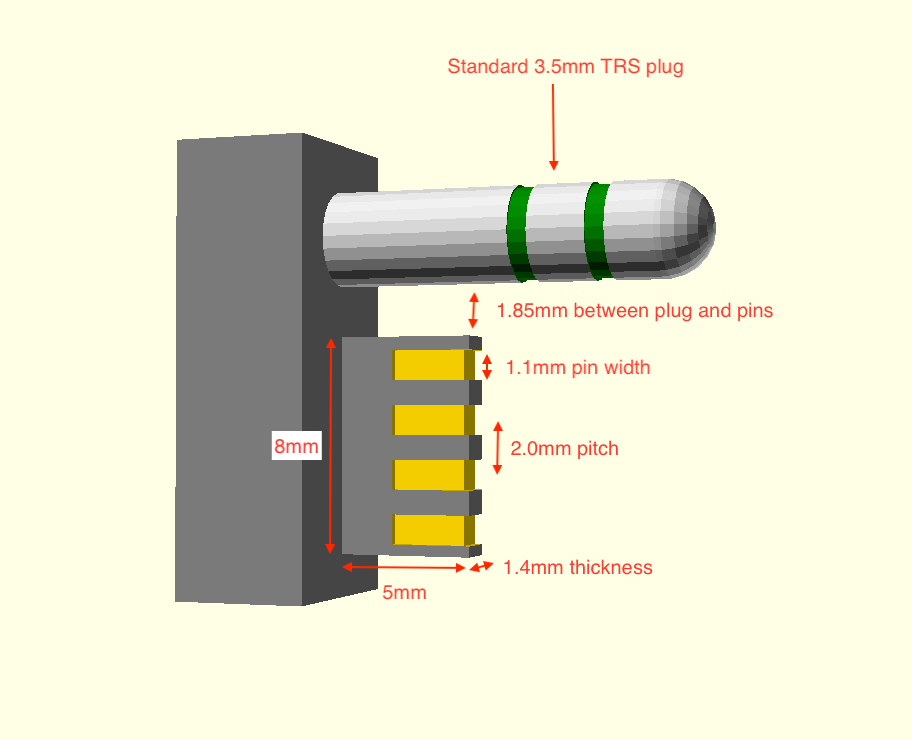 Standard 3.5mm TRS plug
1.85mm between plug and pins
1.1mm pin width
8mm
2.0mm pitch
1.4mm thickness
5mm